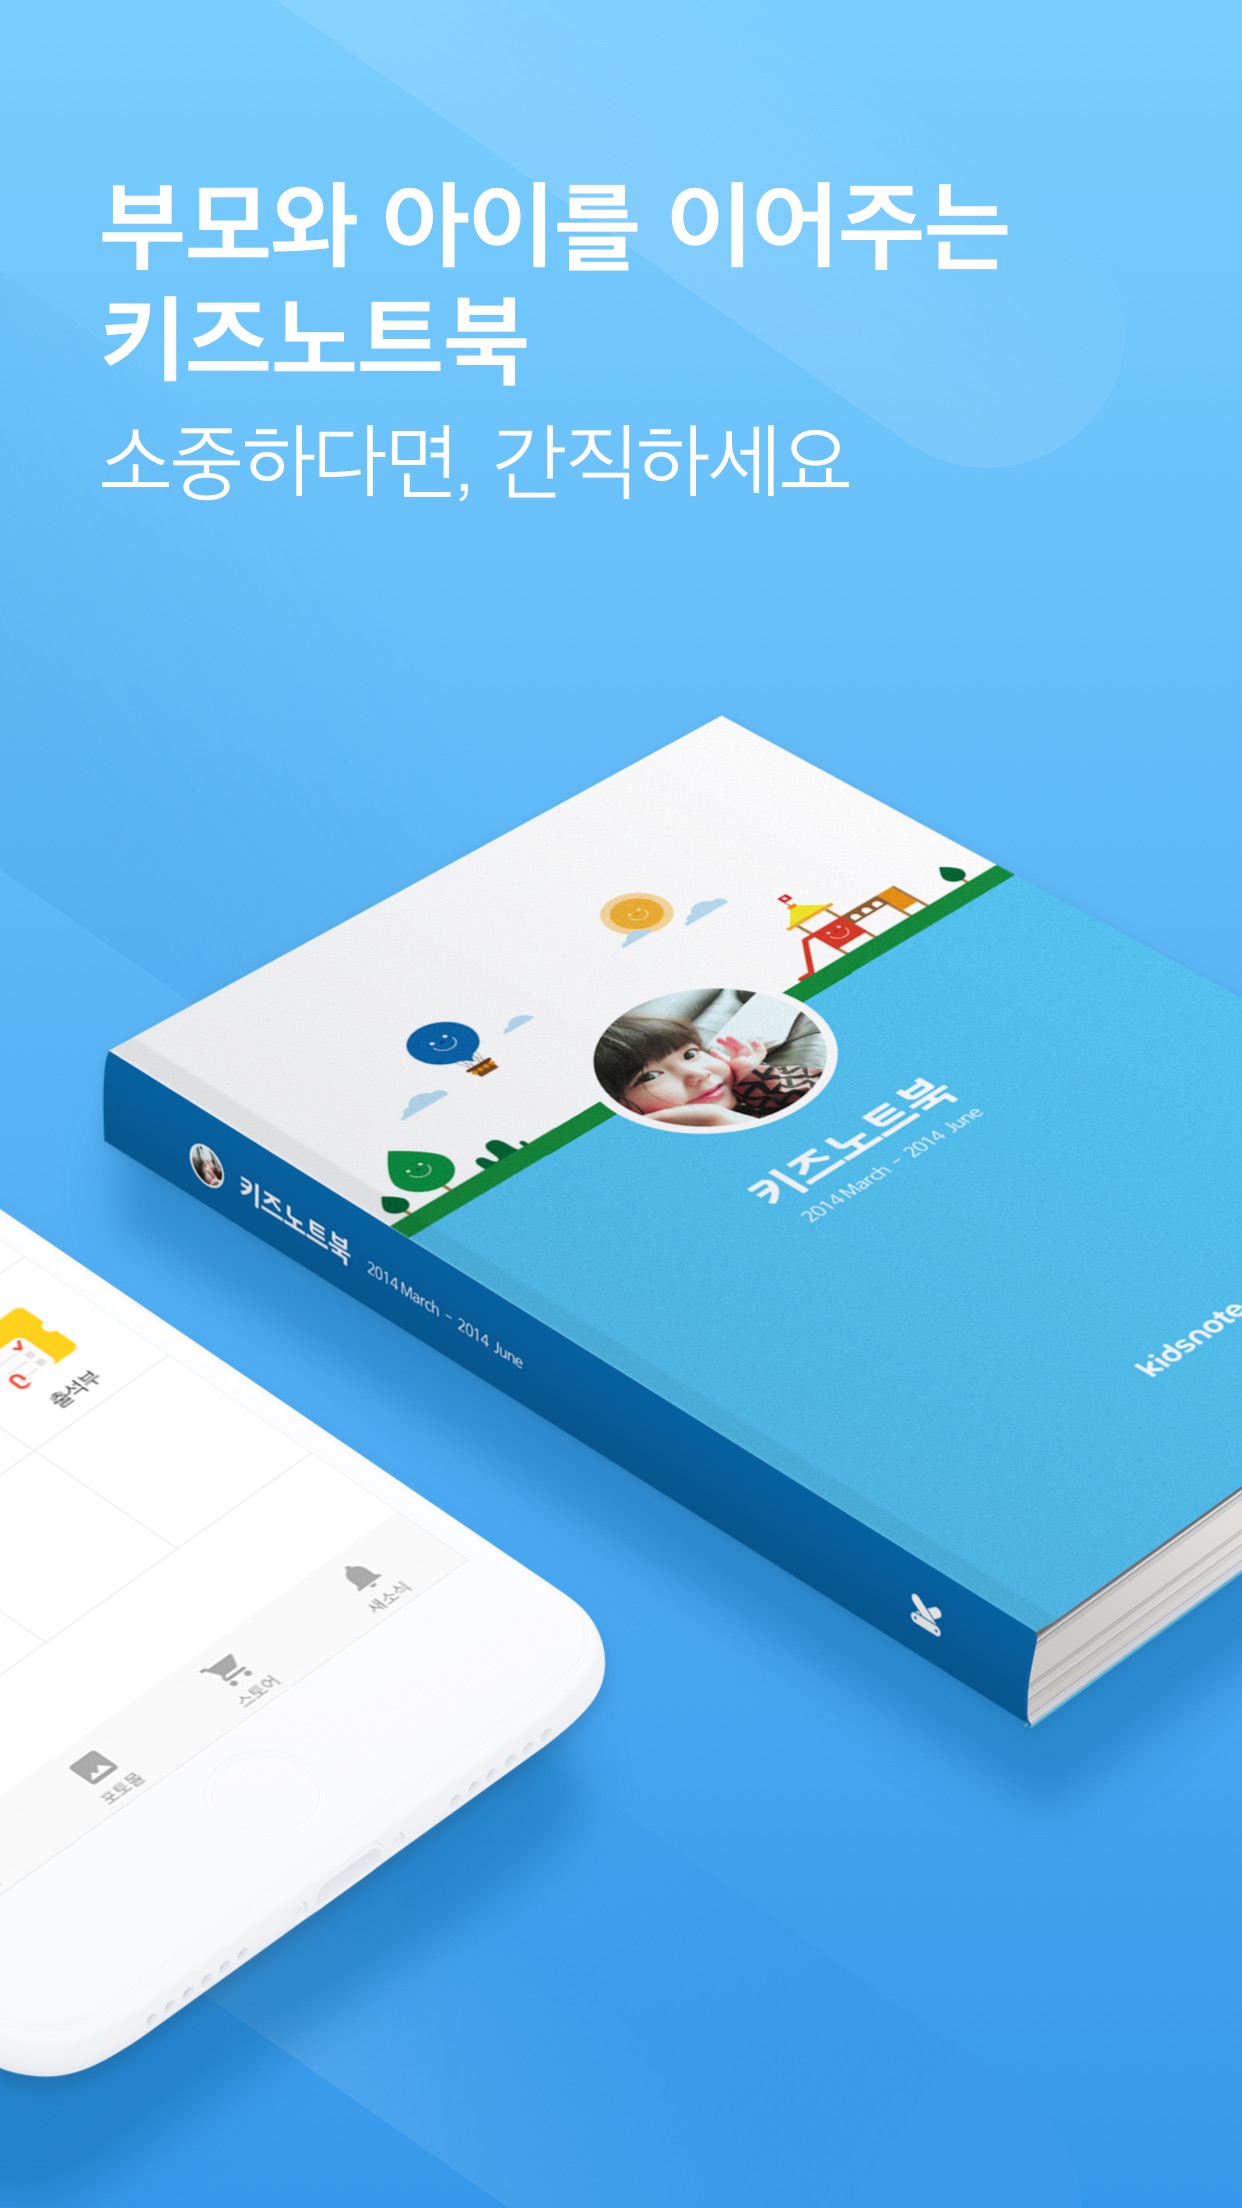 부모와 아이를 이어주는
키즈노트북
소중하다면, 간직하세요
키즈노트북
2014 March - 2014 June
키즈노트북 2014 March - 2014 June
kidsnote
출석부
새소식
스토어
포토몰